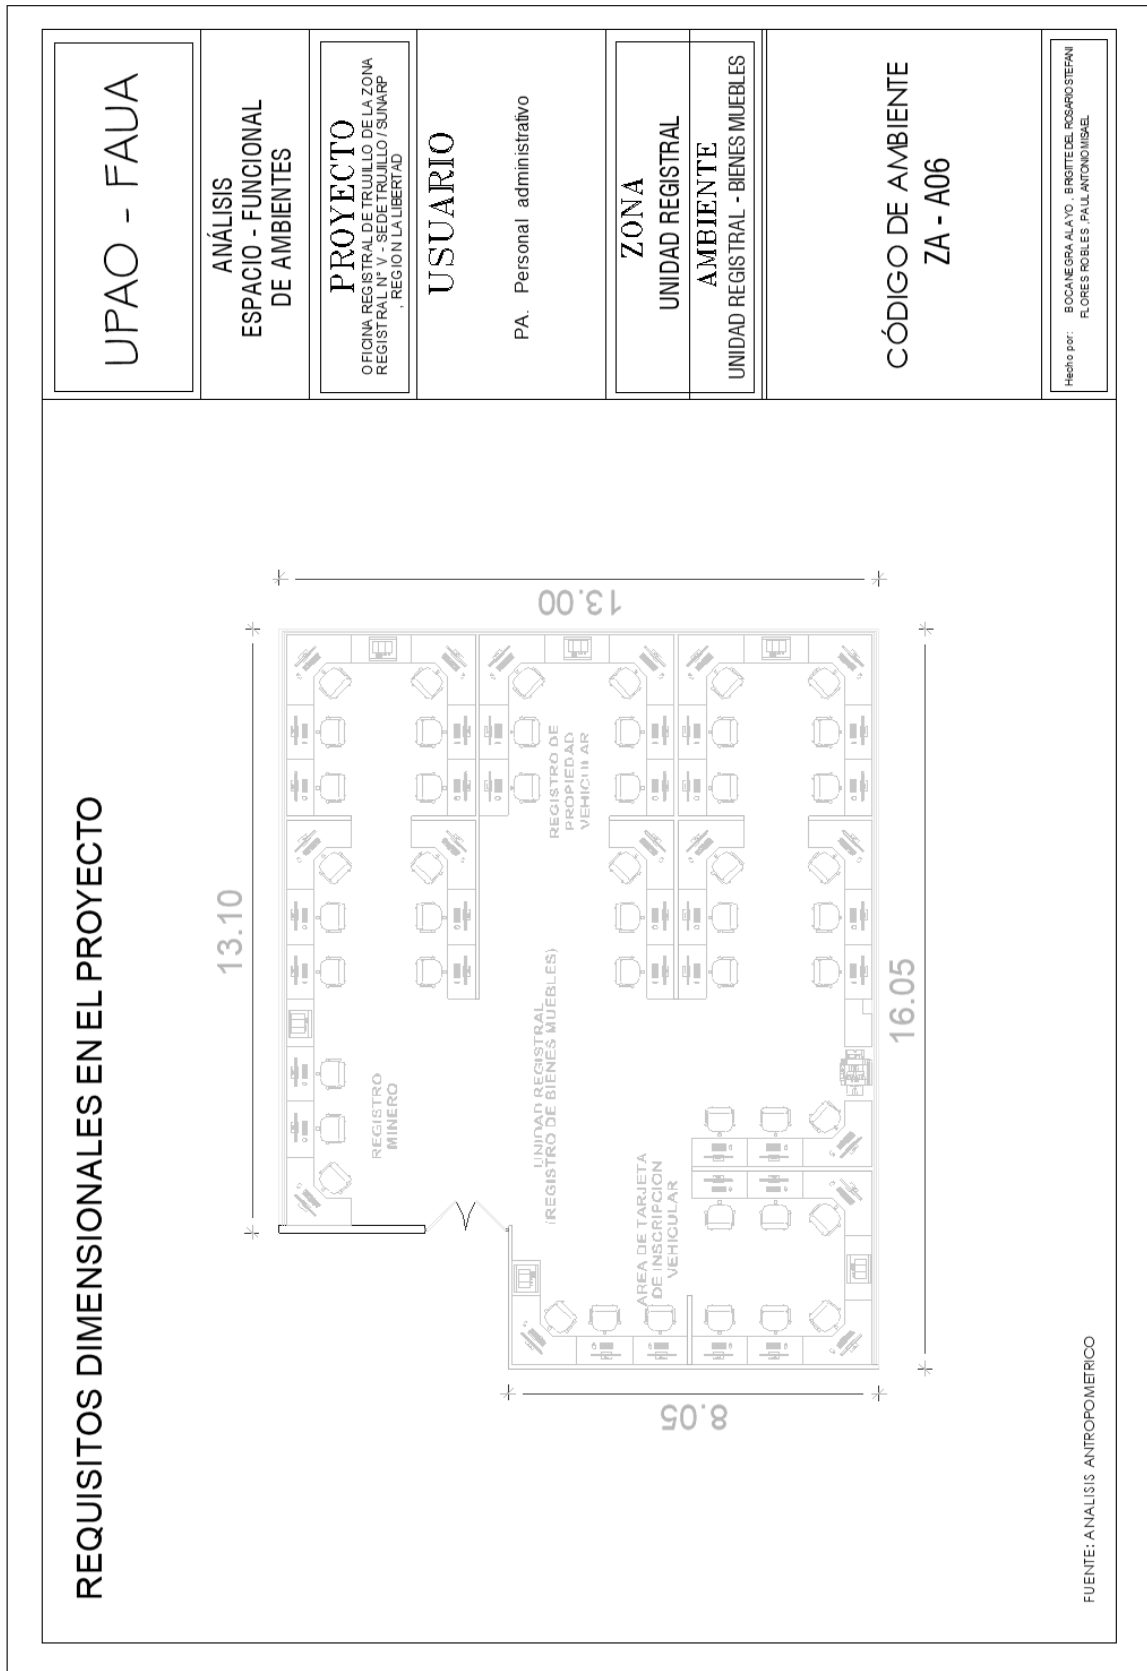 REQUISITOS DIMENSIONALES EN EL PROYECTO
13.10
13.00
16.05
8.05
REGISTRO
MINERO
REGISTRO DE
PROPIEDAD
VEHICULAR
UNIDAD REGISTRAL
(REGISTRO DE BIENES MUEBLES)
AREA DE TARJETA
DE INSCRIPCION
VEHICULAR
FUENTE: ANALISIS ANTROPOMETRICO
UPAO - FAUA
ANÁLISIS
ESPACIO - FUNCIONAL
DE AMBIENTES
PROYECTO
OFICINA REGISTRAL DE TRUJILLO DE LA ZONA
REGISTRAL N° V - SEDE TRUJILLO / SUNARP
, REGION LA LIBERTAD
USUARIO
PA. Personal administrativo
ZONA
UNIDAD REGISTRAL
AMBIENTE
UNIDAD REGISTRAL - BIENES MUEBLES
CÓDIGO DE AMBIENTE
ZA - A06
Hecho por: BOCANEGRA ALAYO , BRIGITTE DEL ROSARIO STEFANI
FLORES ROBLES , PAUL ANTONIO MISAEL